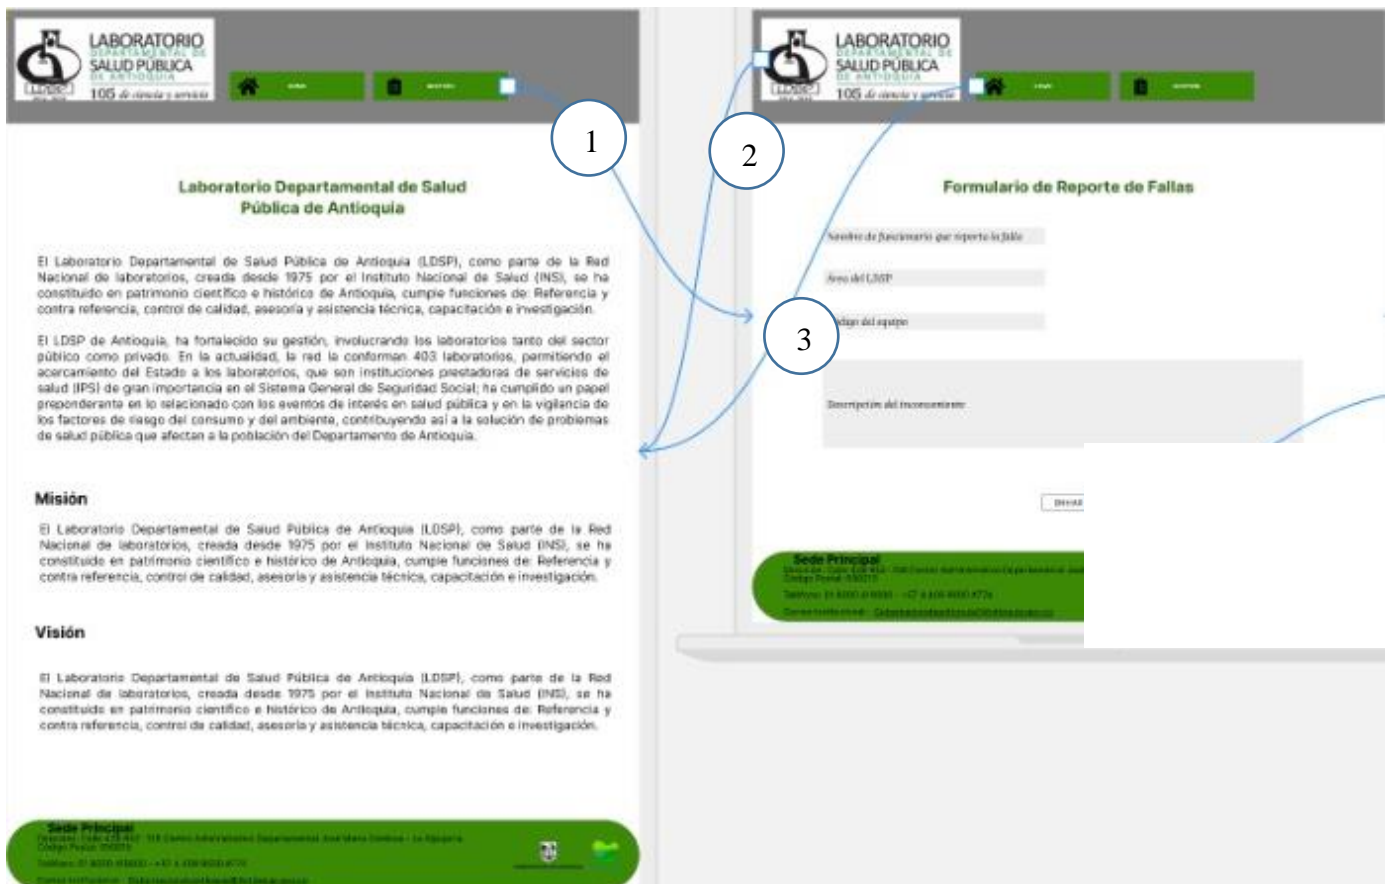 LABORATORIO
DEPARTAMENTAL DE
SALUD PÚBLICA
DE ANTIOQUIA
105 de ciencia y servicio
1
Laboratorio Departamental de Salud
Pública de Antioquia
El Laboratorio Departamental de Salud Pública de Antioquia (LDSP), como parte de la Red
Nacional de laboratorios, creada desde 1975 por el Instituto Nacional de Salud (INS), se ha
constituido en patrimonio científico e histórico de Antioquia, cumple funciones de: Referencia y
contra referencia, control de calidad, asesoría y asistencia técnica, capacitación e investigación.
El LDSP de Antioquia, ha fortalecido su gestión, involucrando los laboratorios tanto del sector
público como privado. En la actualidad, la red la conforman 403 laboratorios, permitiendo el
acercamiento del Estado a los laboratorios, que son instituciones prestadoras de servicios de
salud (IPS) de gran importancia en el Sistema General de Seguridad Social; ha cumplido un papel
preponderante en lo relacionado con los eventos de interés en salud pública y en la vigilancia de
los factores de riesgo del consumo y del ambiente, contribuyendo así a la solución de problemas
de salud pública que afectan a la población del Departamento de Antioquia.
Misión
El Laboratorio Departamental de Salud Pública de Antioquia (LDSP), como parte de la Red
Nacional de laboratorios, creada desde 1975 por el Instituto Nacional de Salud (INS), se ha
constituido en patrimonio científico e histórico de Antioquia, cumple funciones de: Referencia y
contra referencia, control de calidad, asesoría y asistencia técnica, capacitación e investigación.
Visión
El Laboratorio Departamental de Salud Pública de Antioquia (LDSP), como parte de la Red
Nacional de laboratorios, creada desde 1975 por el Instituto Nacional de Salud (INS), se ha
constituido en patrimonio científico e histórico de Antioquia, cumple funciones de: Referencia y
contra referencia, control de calidad, asesoría y asistencia técnica, capacitación e investigación.
Sede Principal
LABORATORIO
DEPARTAMENTAL DE
SALUD PÚBLICA
DE ANTIOQUIA
105 de ciencia y servicio
2
Formulario de Reporte de Fallas
Nombre de funcionario que reporta la falla
Area del LDSP
3
del equipo
Descripción del inconveniente
Sede Principal